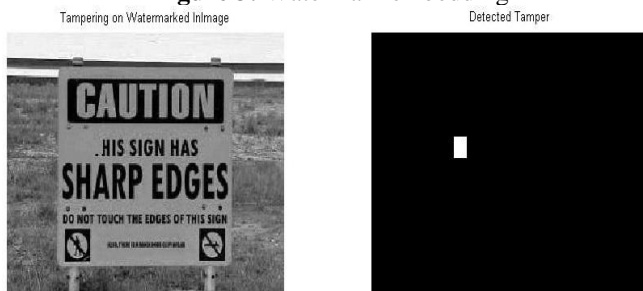 Tampering on Watermarked InImage
Detected Tamper
CAUTION
.HIS SIGN HAS
SHARP EDGES
DO NOT TOUCH THE EDGES OF THIS SIGN